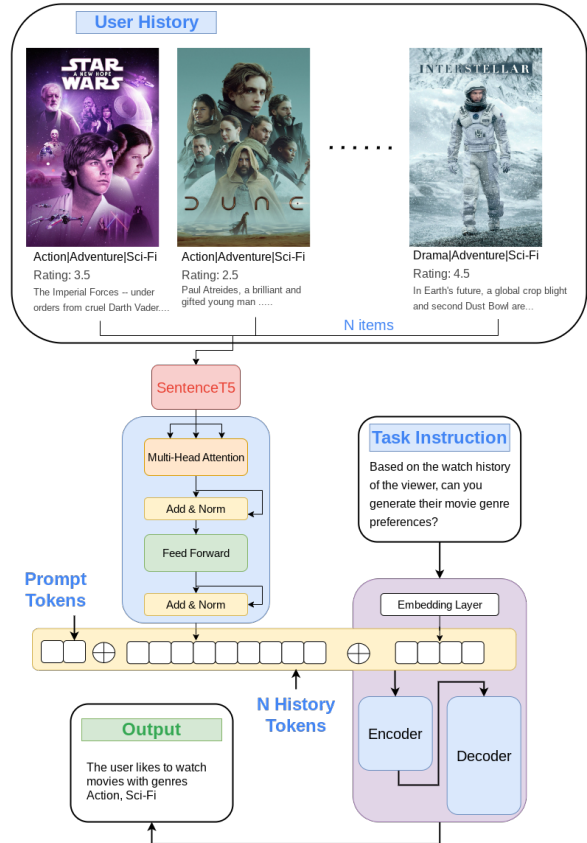 User History
STAR
A NEW HOPE
WARS
DUNE
INTERSTELLAR
......
Action|Adventure|Sci-Fi
Rating: 3.5
The Imperial Forces -- under
orders from cruel Darth Vader....
Action|Adventure|Sci-Fi
Rating: 2.5
Paul Atreides, a brilliant and
gifted young man .....
Drama|Adventure|Sci-Fi
Rating: 4.5
In Earth's future, a global crop blight
and second Dust Bowl are...
N items
SentenceT5
Multi-Head Attention
Add & Norm
Feed Forward
Add & Norm
Task Instruction
Based on the watch history
of the viewer, can you
generate their movie genre
preferences?
Embedding Layer
Prompt
Tokens
N History
Tokens
Encoder
Decoder
Output
The user likes to watch
movies with genres
Action, Sci-Fi